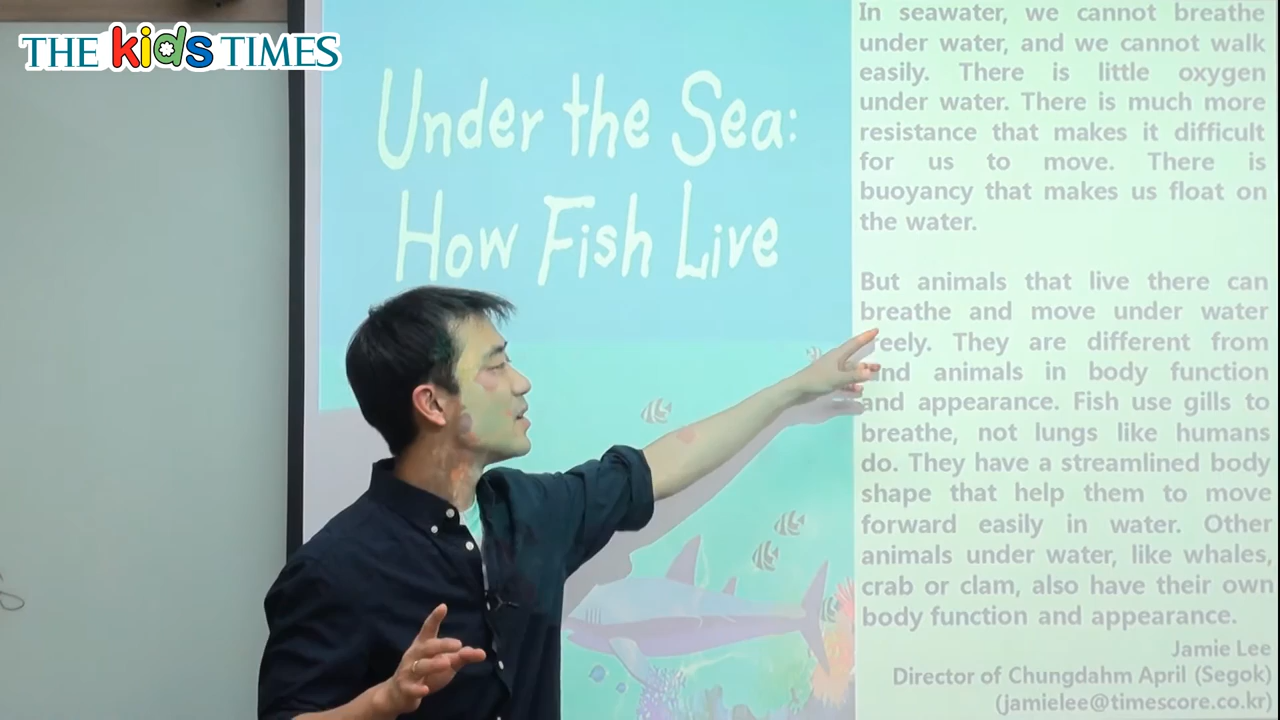 THE kids TIMES
Under the Sea:
How Fish Live
In seawater, we cannot breathe
under water, and we cannot walk
easily. There is little oxygen
under water. There is much more
resistance that makes it difficult
for us to move. There is
buoyancy that makes us float on
the water.
But animals that live there can
breathe and move under water
reely. They are different from
and animals in body function
and appearance. Fish use gills to
breathe, not lungs like humans
do. They have a streamlined body
shape that help them to move
forward easily in water. Other
animals under water, like whales,
crab or clam, also have their own
body function and appearance.
Jamie Lee
Director of Chungdahm April (Segok)
(jamielee@timescore.co.kr)